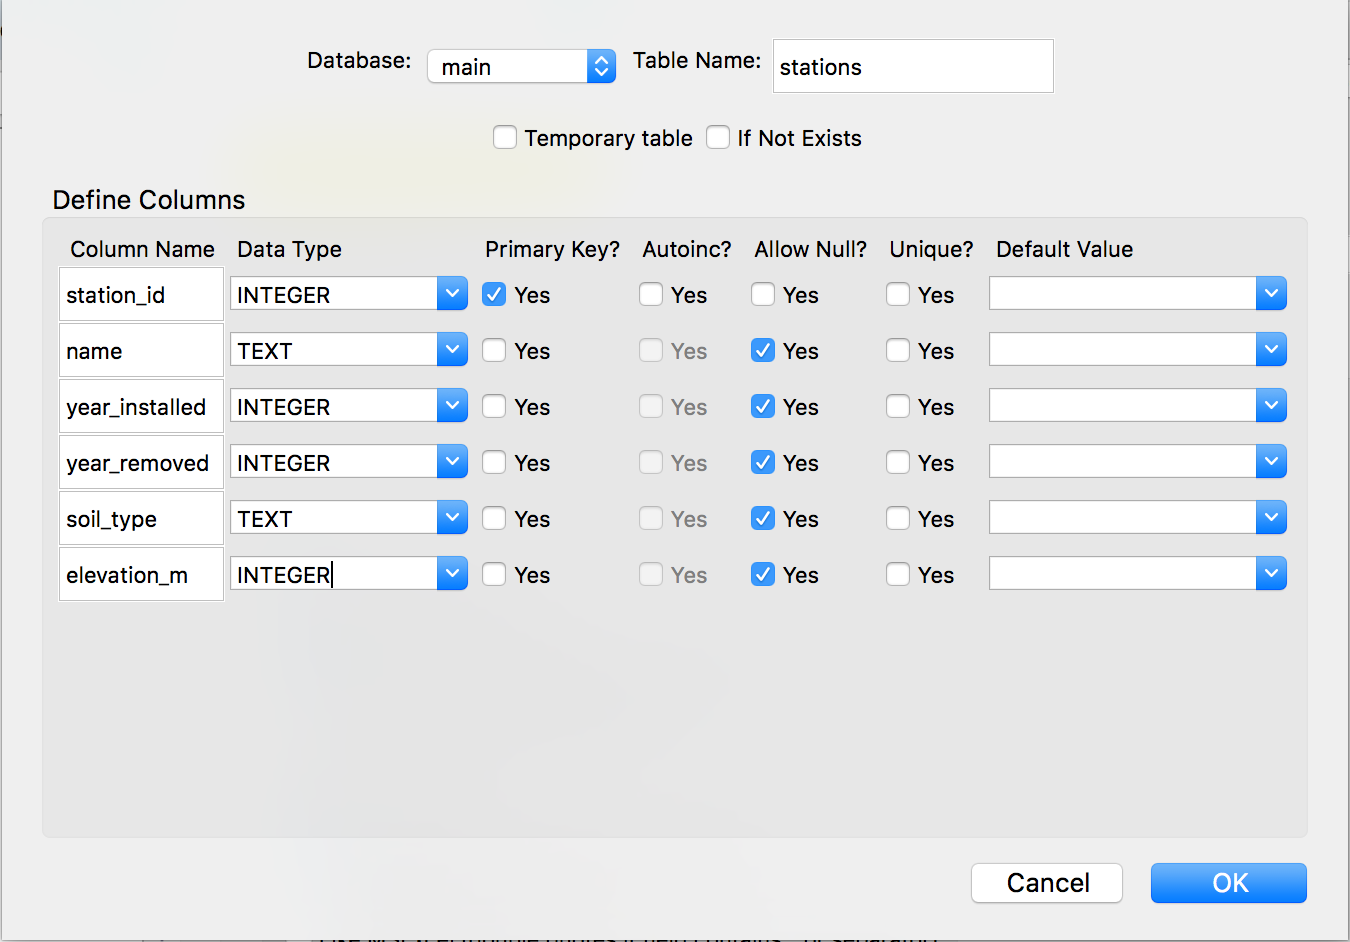 Database: main Table Name: stations
Temporary table If Not Exists
Define Columns
Column Name Data Type Primary Key? Autoinc? Allow Null? Unique? Default Value
station_id INTEGER Yes Yes Yes Yes
name TEXT Yes Yes Yes Yes
year_installed INTEGER Yes Yes Yes Yes
year_removed INTEGER Yes Yes Yes Yes
soil_type TEXT Yes Yes Yes Yes
elevation_m INTEGER Yes Yes Yes Yes
Cancel OK